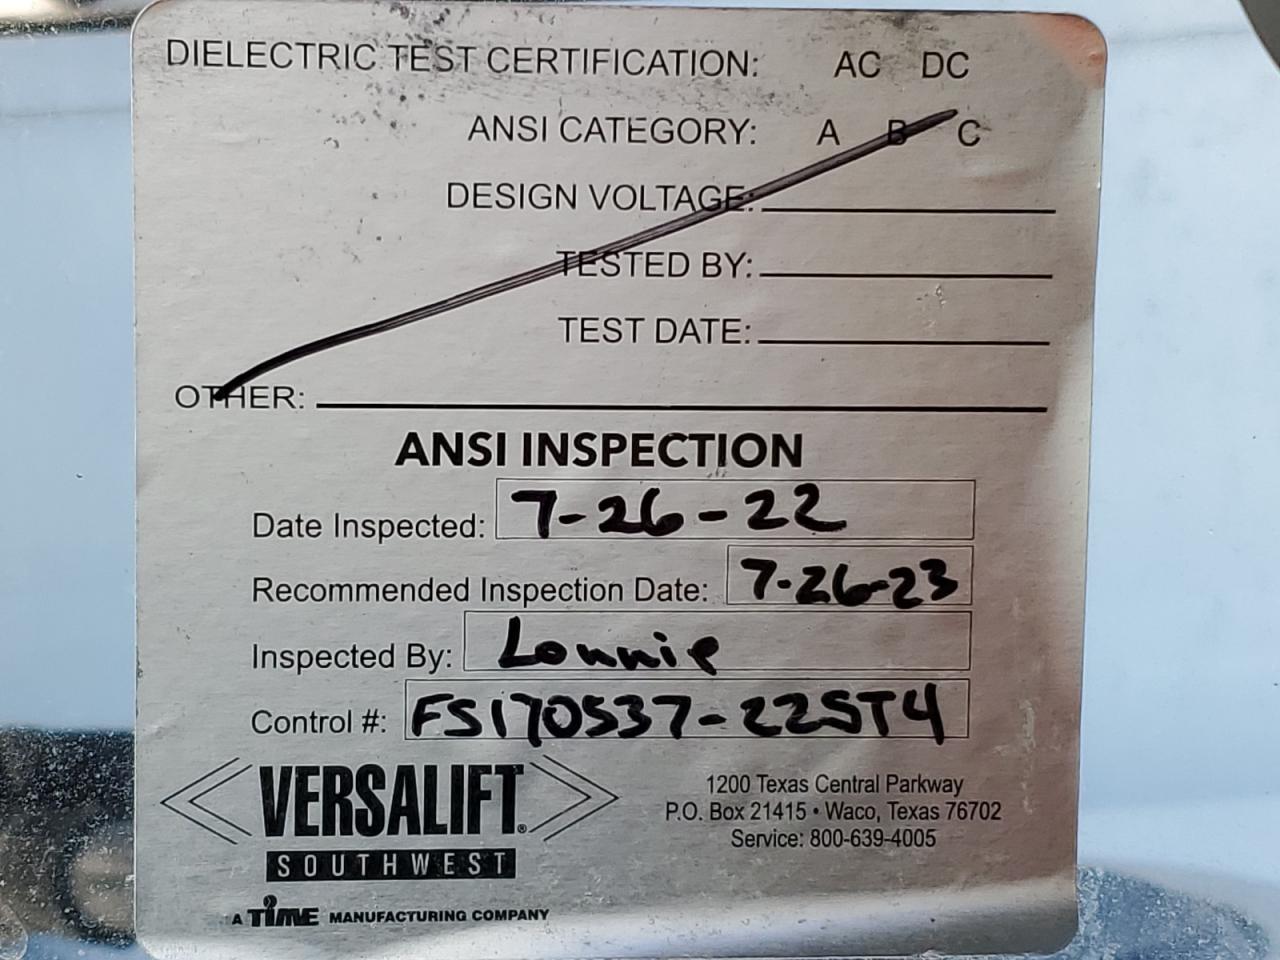 DIELECTRIC TEST CERTIFICATION: AC DC
ANSI CATEGORY: A B C
DESIGN VOLTAGE:
TESTED BY:
TEST DATE:
OTHER:
ANSI INSPECTION
Date Inspected: 7-26-22
Recommended Inspection Date: 7-26-23
Inspected By: Lonnie
Control #: FS170537-22ST4
VERSALIFT®
SOUTHWEST
A TIME MANUFACTURING COMPANY
1200 Texas Central Parkway
P.O. Box 21415 • Waco, Texas 76702
Service: 800-639-4005